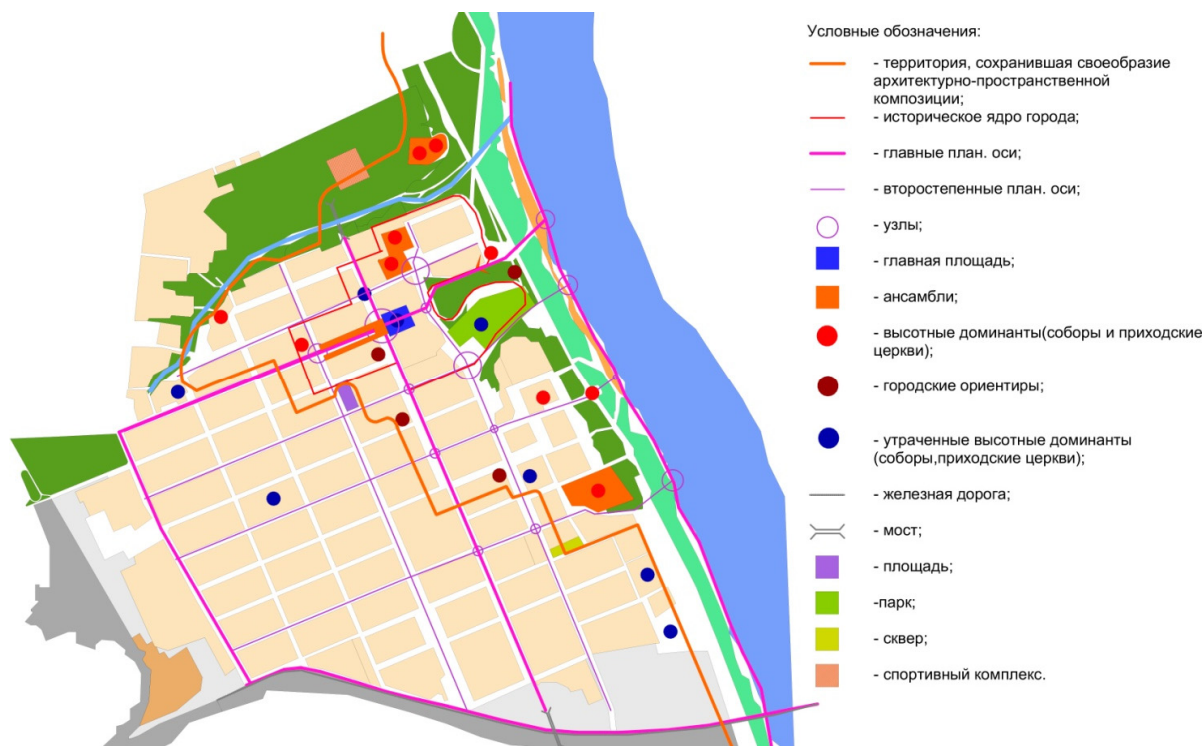 Условные обозначения:
- территория, сохранившая своеобразие
архитектурно-пространственной
композиции;
- историческое ядро города;
- главные план. оси;
- второстепенные план. оси;
- узлы;
- главная площадь;
- ансамбли;
- высотные доминанты(соборы и приходские
церкви);
- городские ориентиры;
- утраченные высотные доминанты
(соборы,приходские церкви);
- железная дорога;
- мост;
- площадь;
-парк;
- сквер;
- спортивный комплекс.